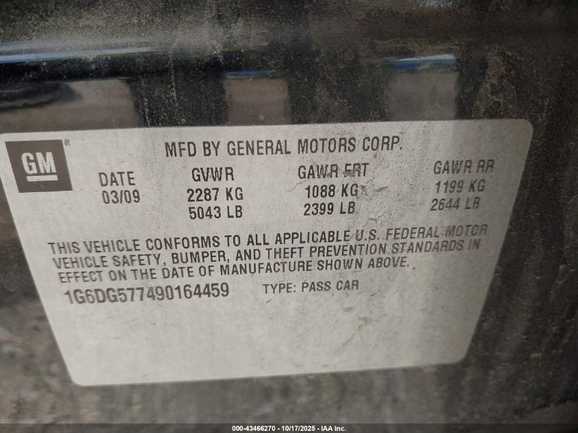 GM
MFD BY GENERAL MOTORS CORP.
DATE GVWR GAWR FRT GAWR RR
03/09 2287 KG 1088 KG 1199 KG
5043 LB 2399 LB 2644 LB
THIS VEHICLE CONFORMS TO ALL APPLICABLE U.S. FEDERAL MOTOR
VEHICLE SAFETY, BUMPER, AND THEFT PREVENTION STANDARDS IN
EFFECT ON THE DATE OF MANUFACTURE SHOWN ABOVE.
1G6DG577490164459 TYPE: PASS CAR
000-43466270 - 10/17/2025 - IAA Inc.